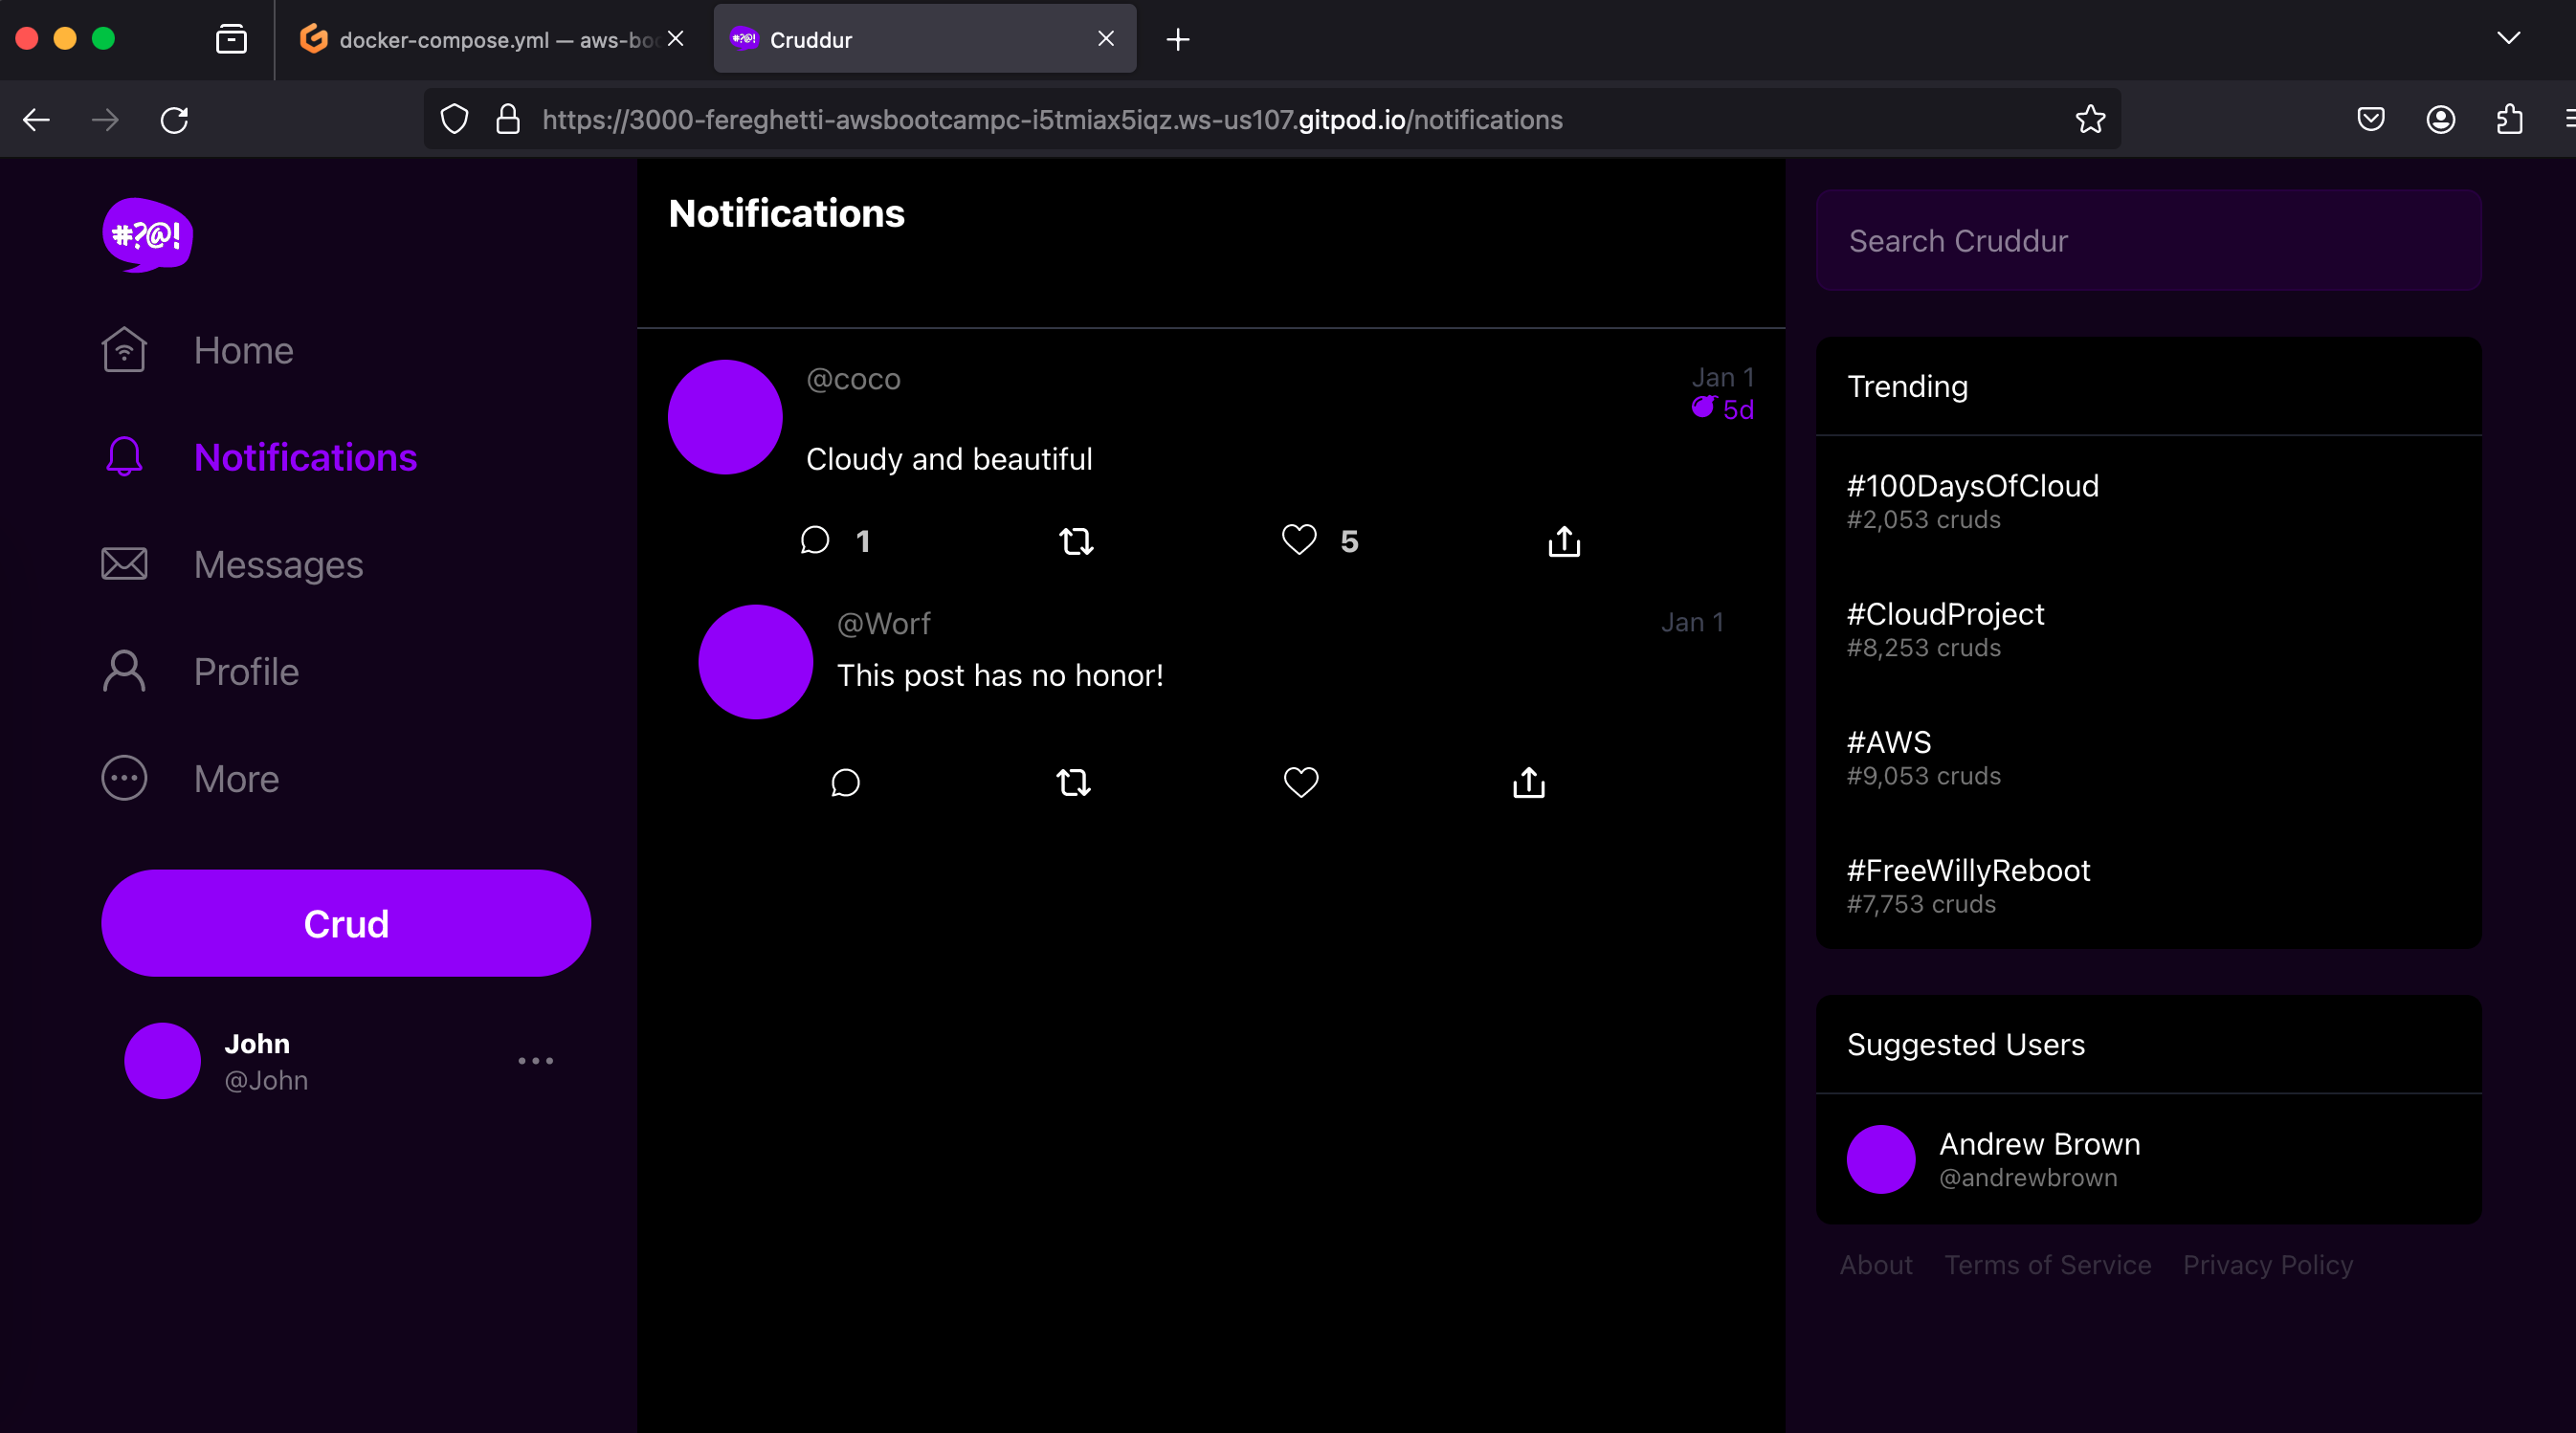 docker-compose.yml — aws-boo
Cruddur
https://3000-fereghetti-awsbootcampc-i5tmiax5iqz.ws-us107.gitpod.io/notifications
#?@!
Home
Notifications
Messages
Profile
More
Crud
John
@John
Notifications
@coco
Jan 1
5d
Cloudy and beautiful
1
5
@Worf
Jan 1
This post has no honor!
Search Cruddur
Trending
#100DaysOfCloud
#2,053 cruds
#CloudProject
#8,253 cruds
#AWS
#9,053 cruds
#FreeWillyReboot
#7,753 cruds
Suggested Users
Andrew Brown
@andrewbrown
About Terms of Service Privacy Policy